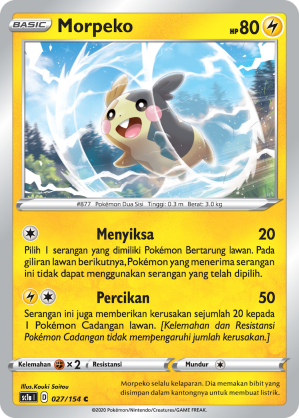 BASIC Morpeko HP 80
#877 Pokémon Dua Sisi Tinggi: 0.3 m Berat: 3.0 kg
Menyiksa
Pilih 1 serangan yang dimiliki Pokémon Bertarung lawan. Pada
giliran lawan berikutnya, Pokémon yang menerima serangan
ini tidak dapat menggunakan serangan yang telah dipilih.
Percikan 50
Serangan ini juga memberikan kerusakan sejumlah 20 kepada
1 Pokémon Cadangan lawan. [Kelemahan dan Resistansi
Pokémon Cadangan tidak mempengaruhi jumlah kerusakan.]
Kelemahan ×2 Resistansi Mundur
Illus. Kouki Saitou
sc1a I D 027/154 C
Morpeko selalu kelaparan. Dia memakan bibit yang
disimpan dalam kantongnya untuk membuat listrik.
©2020 Pokémon/Nintendo/Creatures/GAME FREAK.